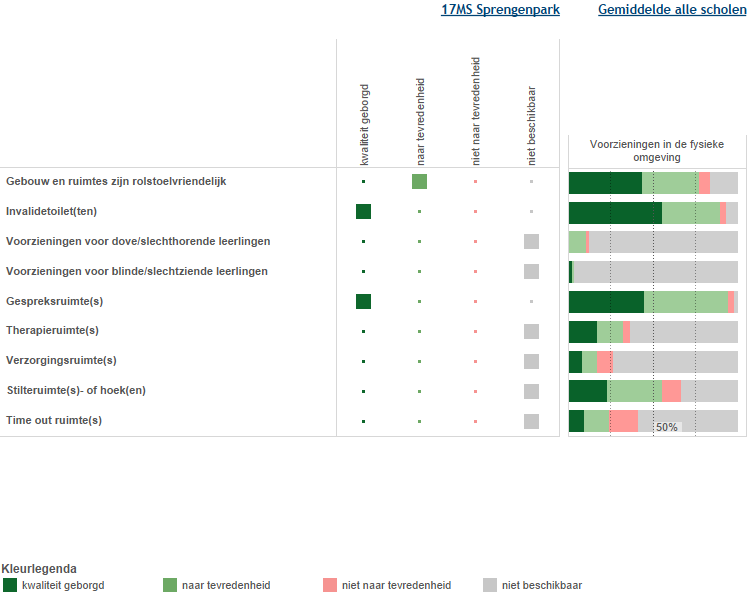 17MS Sprengenpark
Gemiddelde alle scholen
kwaliteit geborgd
naar tevredenheid
niet naar tevredenheid
niet beschikbaar
Voorzieningen in de fysieke
omgeving
Gebouw en ruimtes zijn rolstoelvriendelijk
Invalidetoilet(ten)
Voorzieningen voor dove/slechthorende leerlingen
Voorzieningen voor blinde/slechtziende leerlingen
Gespreksruimte(s)
Therapieruimte(s)
Verzorgingsruimte(s)
Stilteruimte(s)- of hoek(en)
Time out ruimte(s)
50%
Kleurlegenda
kwaliteit geborgd
naar tevredenheid
niet naar tevredenheid
niet beschikbaar